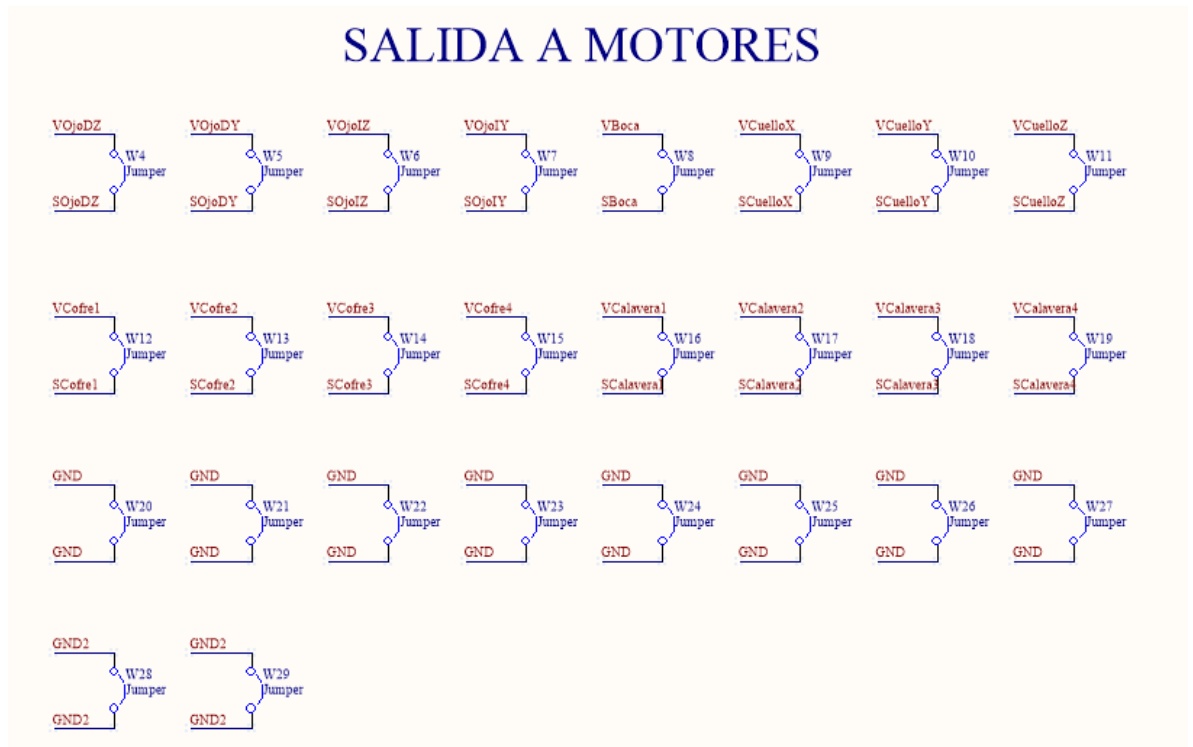 SALIDA A MOTORES
VOjoDZ VOjoDY VOjoIZ VOjoIY VBoca VCuelloX VCuelloY VCuelloZ
W4 W5 W6 W7 W8 W9 W10 W11
Jumper Jumper Jumper Jumper Jumper Jumper Jumper Jumper
SOjoDZ SOjoDY SOjoIZ SOjoIY SBoca SCuelloX SCuelloY SCuelloZ
VCofre1 VCofre2 VCofre3 VCofre4 VCalavera1 VCalavera2 VCalavera3 VCalavera4
W12 W13 W14 W15 W16 W17 W18 W19
Jumper Jumper Jumper Jumper Jumper Jumper Jumper Jumper
SCofre1 SCofre2 SCofre3 SCofre4 SCalavera1 SCalavera2 SCalavera3 SCalavera4
GND GND GND GND GND GND GND GND
W20 W21 W22 W23 W24 W25 W26 W27
Jumper Jumper Jumper Jumper Jumper Jumper Jumper Jumper
GND GND GND GND GND GND GND GND
GND2 GND2
W28 W29
Jumper Jumper
GND2 GND2